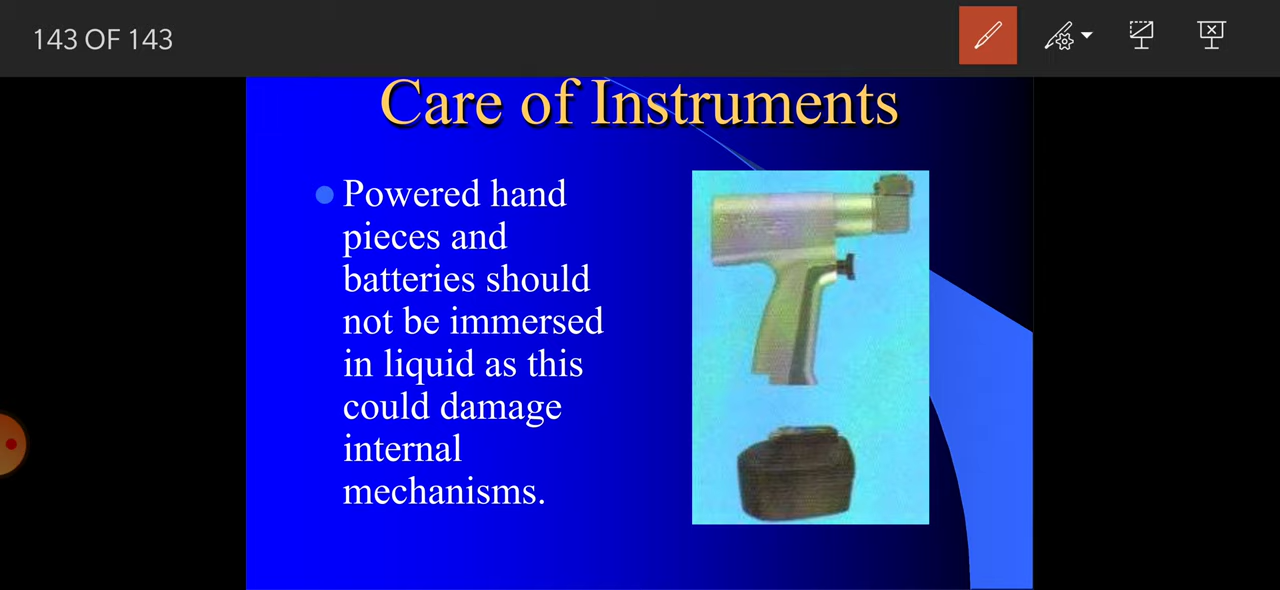 143 OF 143
Care of Instruments
Powered hand
pieces and
batteries should
not be immersed
in liquid as this
could damage
internal
mechanisms.